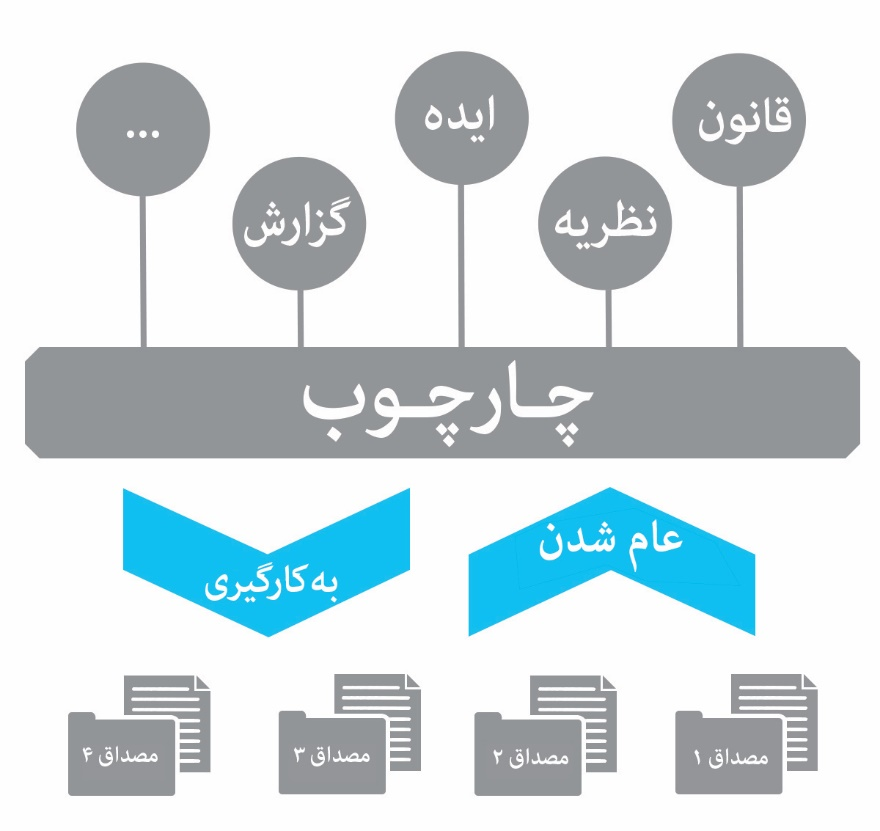 قانون
نظریه
ایده
گزارش
...
چارچوب
عام شدن
به‌کارگیری
مصداق ۱
مصداق ۲
مصداق ۳
مصداق ۴